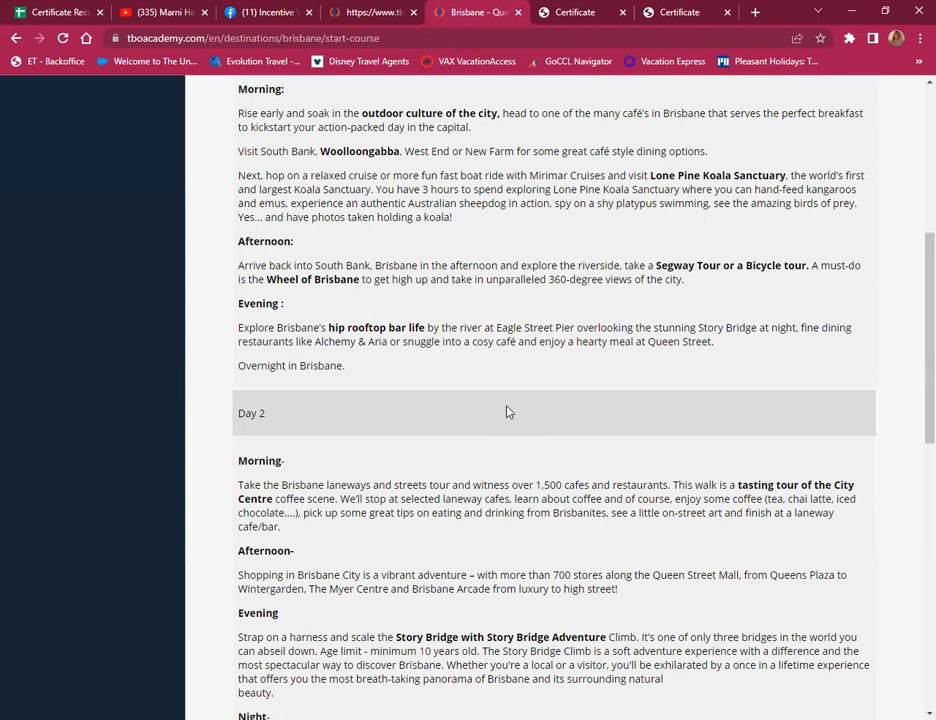 Certificate Reco
(335) Marni He
(11) Incentive V
https://www.tb
Brisbane - Que
Certificate
Certificate
tboacademy.com/en/destinations/brisbane/start-course
ET - Backoffice
Welcome to The Un...
Evolution Travel -...
Disney Travel Agents
VAX VacationAccess
GoCCL Navigator
Vacation Express
Pleasant Holidays: T...
Morning:
Rise early and soak in the outdoor culture of the city, head to one of the many café's in Brisbane that serves the perfect breakfast
to kickstart your action-packed day in the capital.
Visit South Bank, Woolloongabba, West End or New Farm for some great café style dining options.
Next, hop on a relaxed cruise or more fun fast boat ride with Mirimar Cruises and visit Lone Pine Koala Sanctuary, the world's first
and largest Koala Sanctuary. You have 3 hours to spend exploring Lone Pine Koala Sanctuary where you can hand-feed kangaroos
and emus, experience an authentic Australian sheepdog in action, spy on a shy platypus swimming, see the amazing birds of prey.
Yes... and have photos taken holding a koala!
Afternoon:
Arrive back into South Bank, Brisbane in the afternoon and explore the riverside, take a Segway Tour or a Bicycle tour. A must-do
is the Wheel of Brisbane to get high up and take in unparalleled 360-degree views of the city.
Evening :
Explore Brisbane's hip rooftop bar life by the river at Eagle Street Pier overlooking the stunning Story Bridge at night, fine dining
restaurants like Alchemy & Aria or snuggle into a cosy café and enjoy a hearty meal at Queen Street.
Overnight in Brisbane.
Day 2
Morning-
Take the Brisbane laneways and streets tour and witness over 1,500 cafes and restaurants. This walk is a tasting tour of the City
Centre coffee scene. We'll stop at selected laneway cafes, learn about coffee and of course, enjoy some coffee (tea, chai latte, iced
chocolate....), pick up some great tips on eating and drinking from Brisbanites, see a little on-street art and finish at a laneway
cafe/bar.
Afternoon-
Shopping in Brisbane City is a vibrant adventure – with more than 700 stores along the Queen Street Mall, from Queens Plaza to
Wintergarden, The Myer Centre and Brisbane Arcade from luxury to high street!
Evening
Strap on a harness and scale the Story Bridge with Story Bridge Adventure Climb. It's one of only three bridges in the world you
can abseil down. Age limit - minimum 10 years old. The Story Bridge Climb is a soft adventure experience with a difference and the
most spectacular way to discover Brisbane. Whether you're a local or a visitor, you'll be exhilarated by a once in a lifetime experience
that offers you the most breath-taking panorama of Brisbane and its surrounding natural
beauty.
Night-